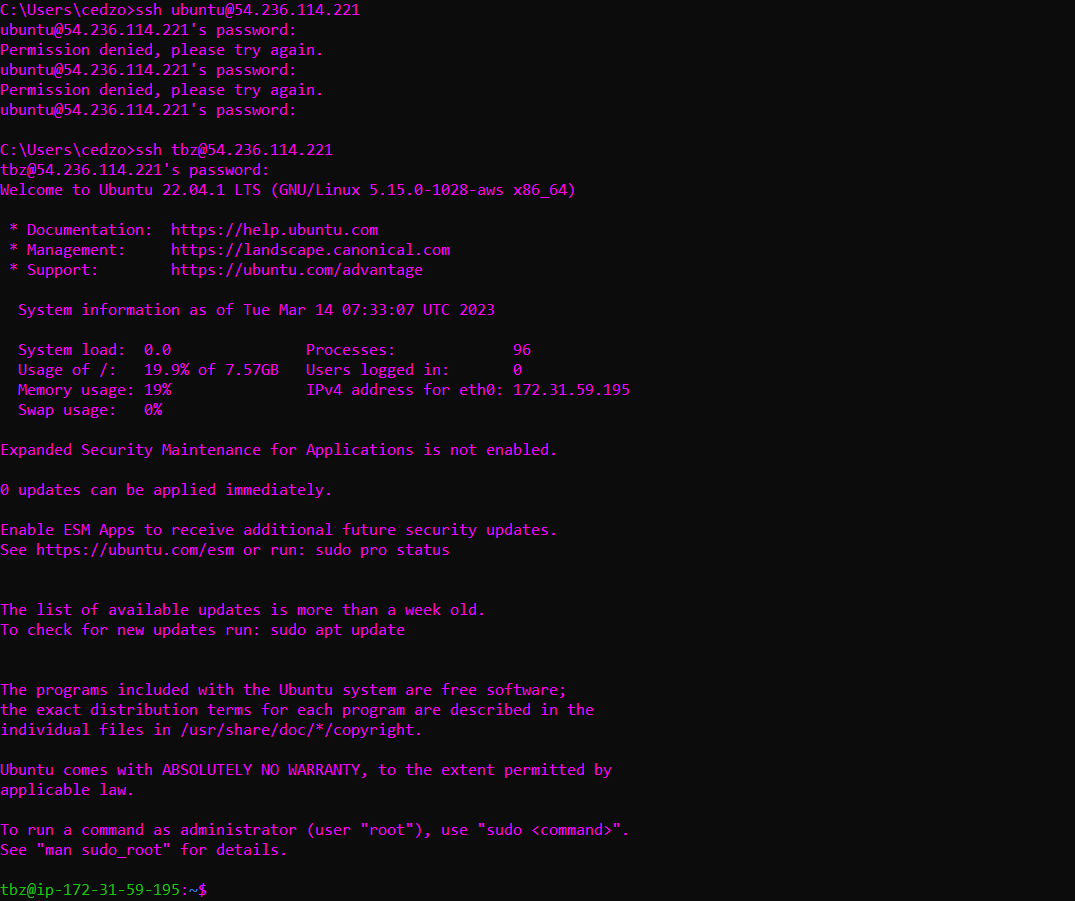 C:\Users\cedzo>ssh ubuntu@54.236.114.221
ubuntu@54.236.114.221's password:
Permission denied, please try again.
ubuntu@54.236.114.221's password:
Permission denied, please try again.
ubuntu@54.236.114.221's password:
C:\Users\cedzo>ssh tbz@54.236.114.221
tbz@54.236.114.221's password:
Welcome to Ubuntu 22.04.1 LTS (GNU/Linux 5.15.0-1028-aws x86_64)
* Documentation:  https://help.ubuntu.com
* Management:     https://landscape.canonical.com
* Support:        https://ubuntu.com/advantage
System information as of Tue Mar 14 07:33:07 UTC 2023
System load:  0.0               Processes:             96
Usage of /:   19.9% of 7.57GB   Users logged in:       0
Memory usage: 19%               IPv4 address for eth0: 172.31.59.195
Swap usage:   0%
Expanded Security Maintenance for Applications is not enabled.
0 updates can be applied immediately.
Enable ESM Apps to receive additional future security updates.
See https://ubuntu.com/esm or run: sudo pro status
The list of available updates is more than a week old.
To check for new updates run: sudo apt update
The programs included with the Ubuntu system are free software;
the exact distribution terms for each program are described in the
individual files in /usr/share/doc/*/copyright.
Ubuntu comes with ABSOLUTELY NO WARRANTY, to the extent permitted by
applicable law.
To run a command as administrator (user "root"), use "sudo <command>".
See "man sudo_root" for details.
tbz@ip-172-31-59-195:~$